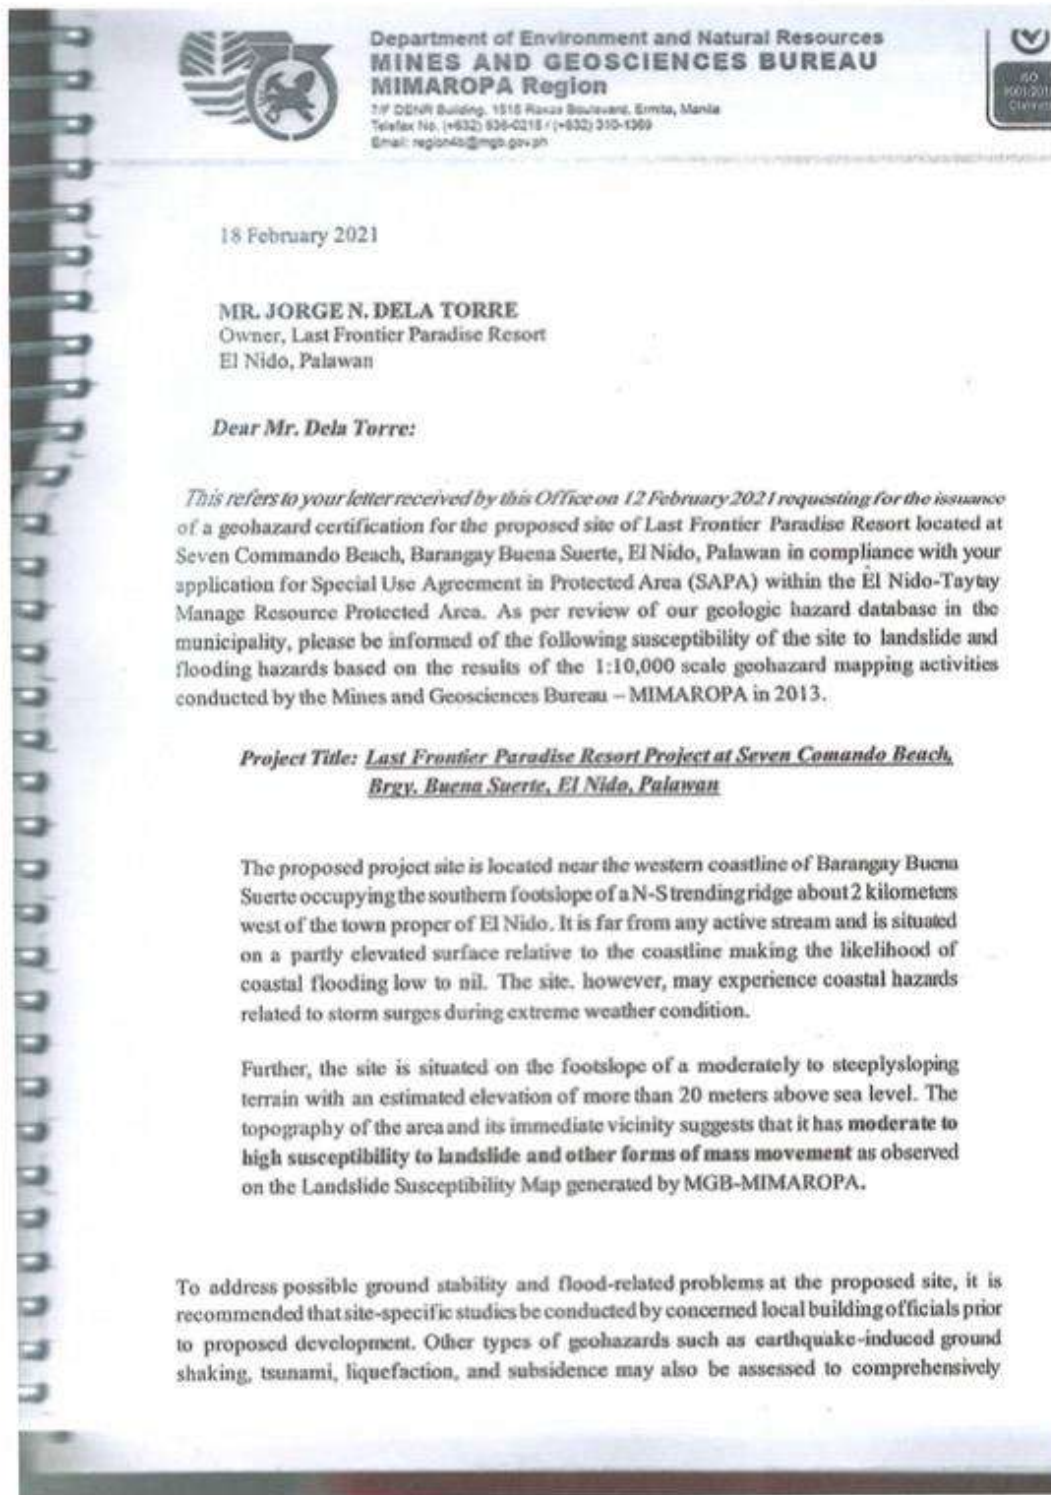 Department of Environment and Natural Resources
MINES AND GEOSCIENCES BUREAU
MIMAROPA Region
7/F DENR Building, 1515 Roxas Boulevard, Ermita, Manila
Telefax No. (+632) 536-0215 / (+632) 310-1369
Email: region4b@mgb.gov.ph
ISO
9001:2015
18 February 2021
MR. JORGE N. DELA TORRE
Owner, Last Frontier Paradise Resort
El Nido, Palawan
Dear Mr. Dela Torre:
This refers to your letter received by this Office on 12 February 2021 requesting for the issuance
of a geohazard certification for the proposed site of Last Frontier Paradise Resort located at
Seven Commando Beach, Barangay Buena Suerte, El Nido, Palawan in compliance with your
application for Special Use Agreement in Protected Area (SAPA) within the El Nido-Taytay
Manage Resource Protected Area. As per review of our geologic hazard database in the
municipality, please be informed of the following susceptibility of the site to landslide and
flooding hazards based on the results of the 1:10,000 scale geohazard mapping activities
conducted by the Mines and Geosciences Bureau – MIMAROPA in 2013.
Project Title: Last Frontier Paradise Resort Project at Seven Comando Beach,
Brgy. Buena Suerte, El Nido, Palawan
The proposed project site is located near the western coastline of Barangay Buena
Suerte occupying the southern footslope of a N-S trending ridge about 2 kilometers
west of the town proper of El Nido. It is far from any active stream and is situated
on a partly elevated surface relative to the coastline making the likelihood of
coastal flooding low to nil. The site. however, may experience coastal hazards
related to storm surges during extreme weather condition.
Further, the site is situated on the footslope of a moderately to steeplysloping
terrain with an estimated elevation of more than 20 meters above sea level. The
topography of the area and its immediate vicinity suggests that it has moderate to
high susceptibility to landslide and other forms of mass movement as observed
on the Landslide Susceptibility Map generated by MGB-MIMAROPA.
To address possible ground stability and flood-related problems at the proposed site, it is
recommended that site-specific studies be conducted by concerned local building officials prior
to proposed development. Other types of geohazards such as earthquake-induced ground
shaking, tsunami, liquefaction, and subsidence may also be assessed to comprehensively